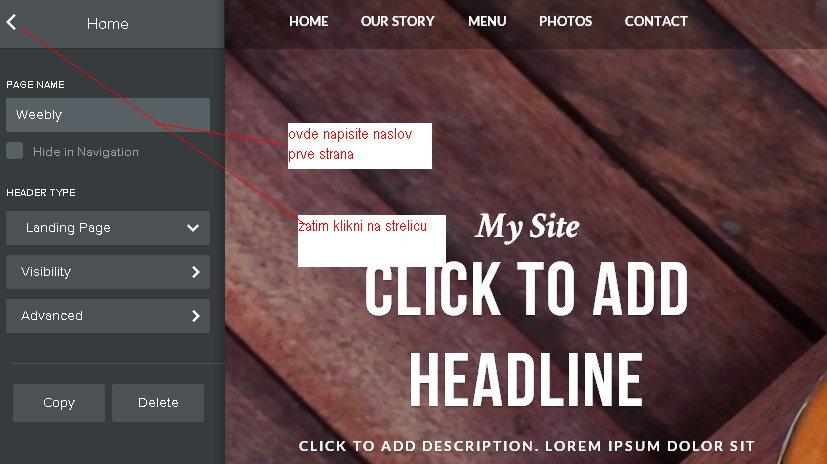 Home
PAGE NAME
Weebly
Hide in Navigation
HEADER TYPE
Landing Page
Visibility
Advanced
Copy Delete
HOME OUR STORY MENU PHOTOS CONTACT
ovde napisite naslov
prve strana
zatim klikni na strelicu
My Site
CLICK TO ADD
HEADLINE
CLICK TO ADD DESCRIPTION. LOREM IPSUM DOLOR SIT